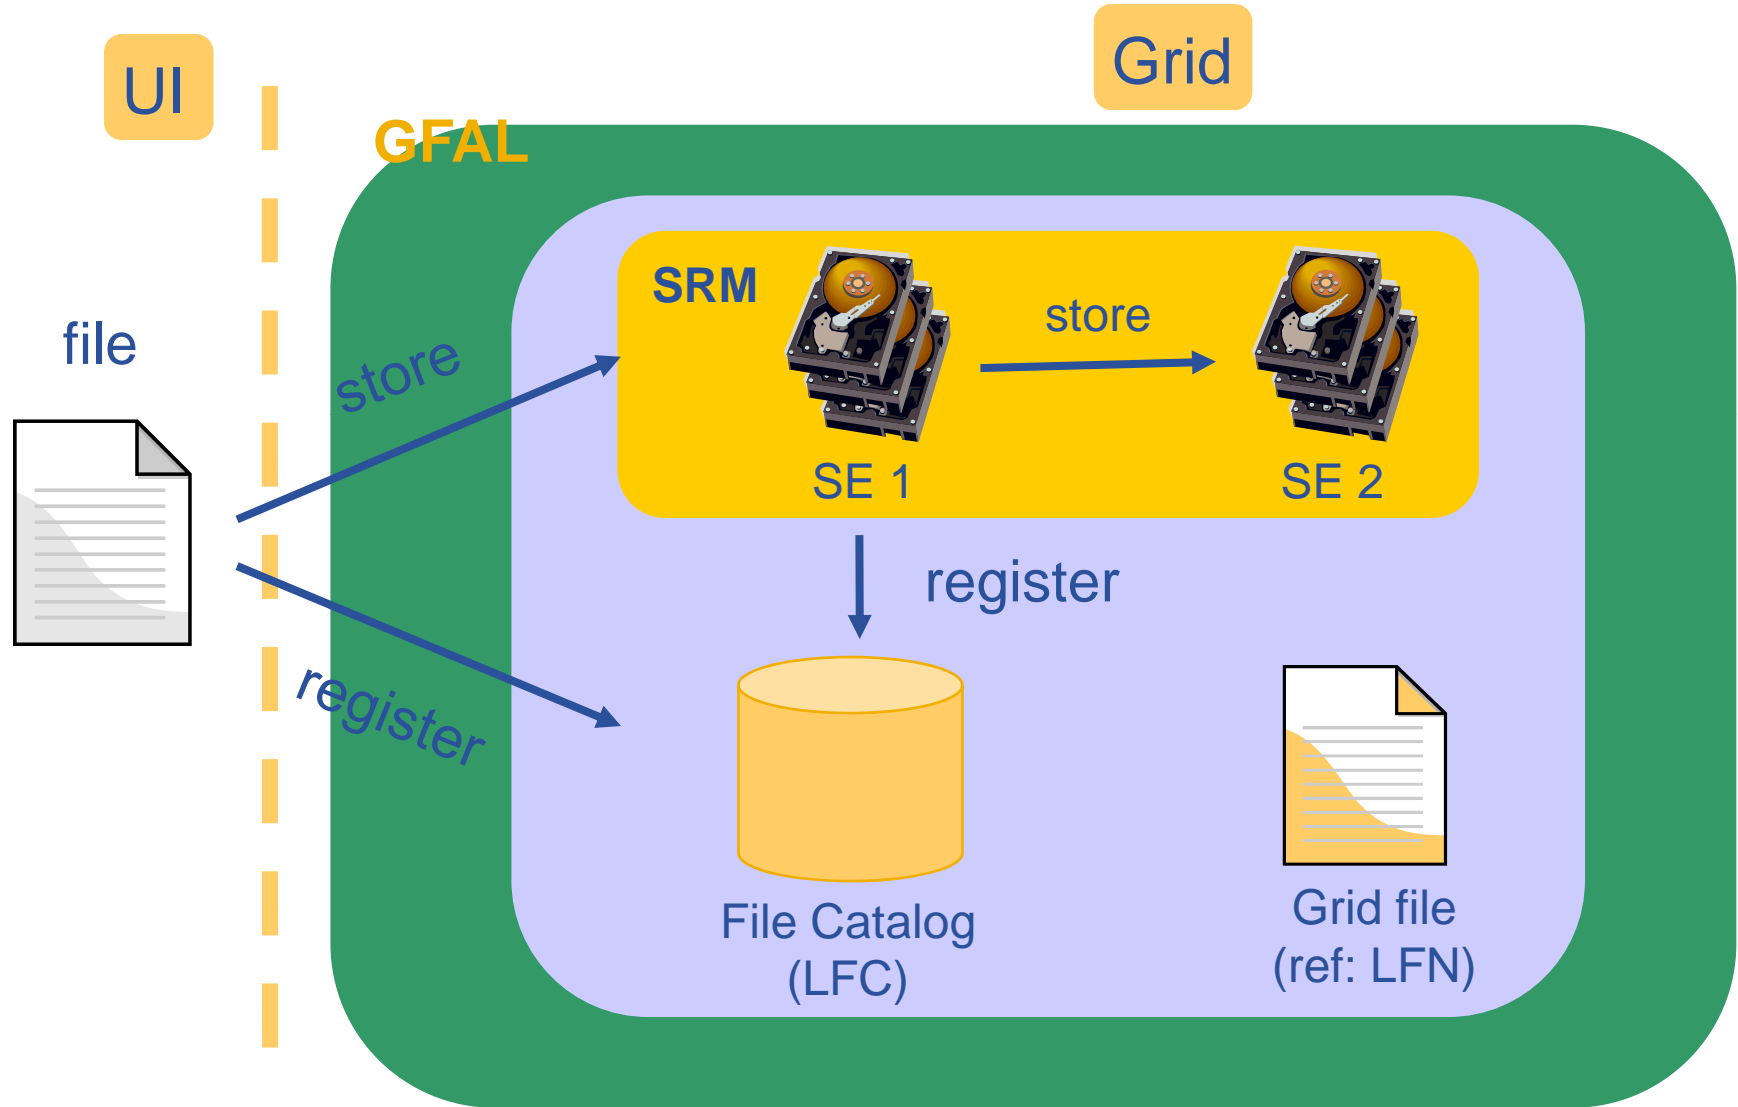 UI
Grid
GFAL
SRM
file
store
store
SE 1
SE 2
register
register
File Catalog
(LFC)
Grid file
(ref: LFN)